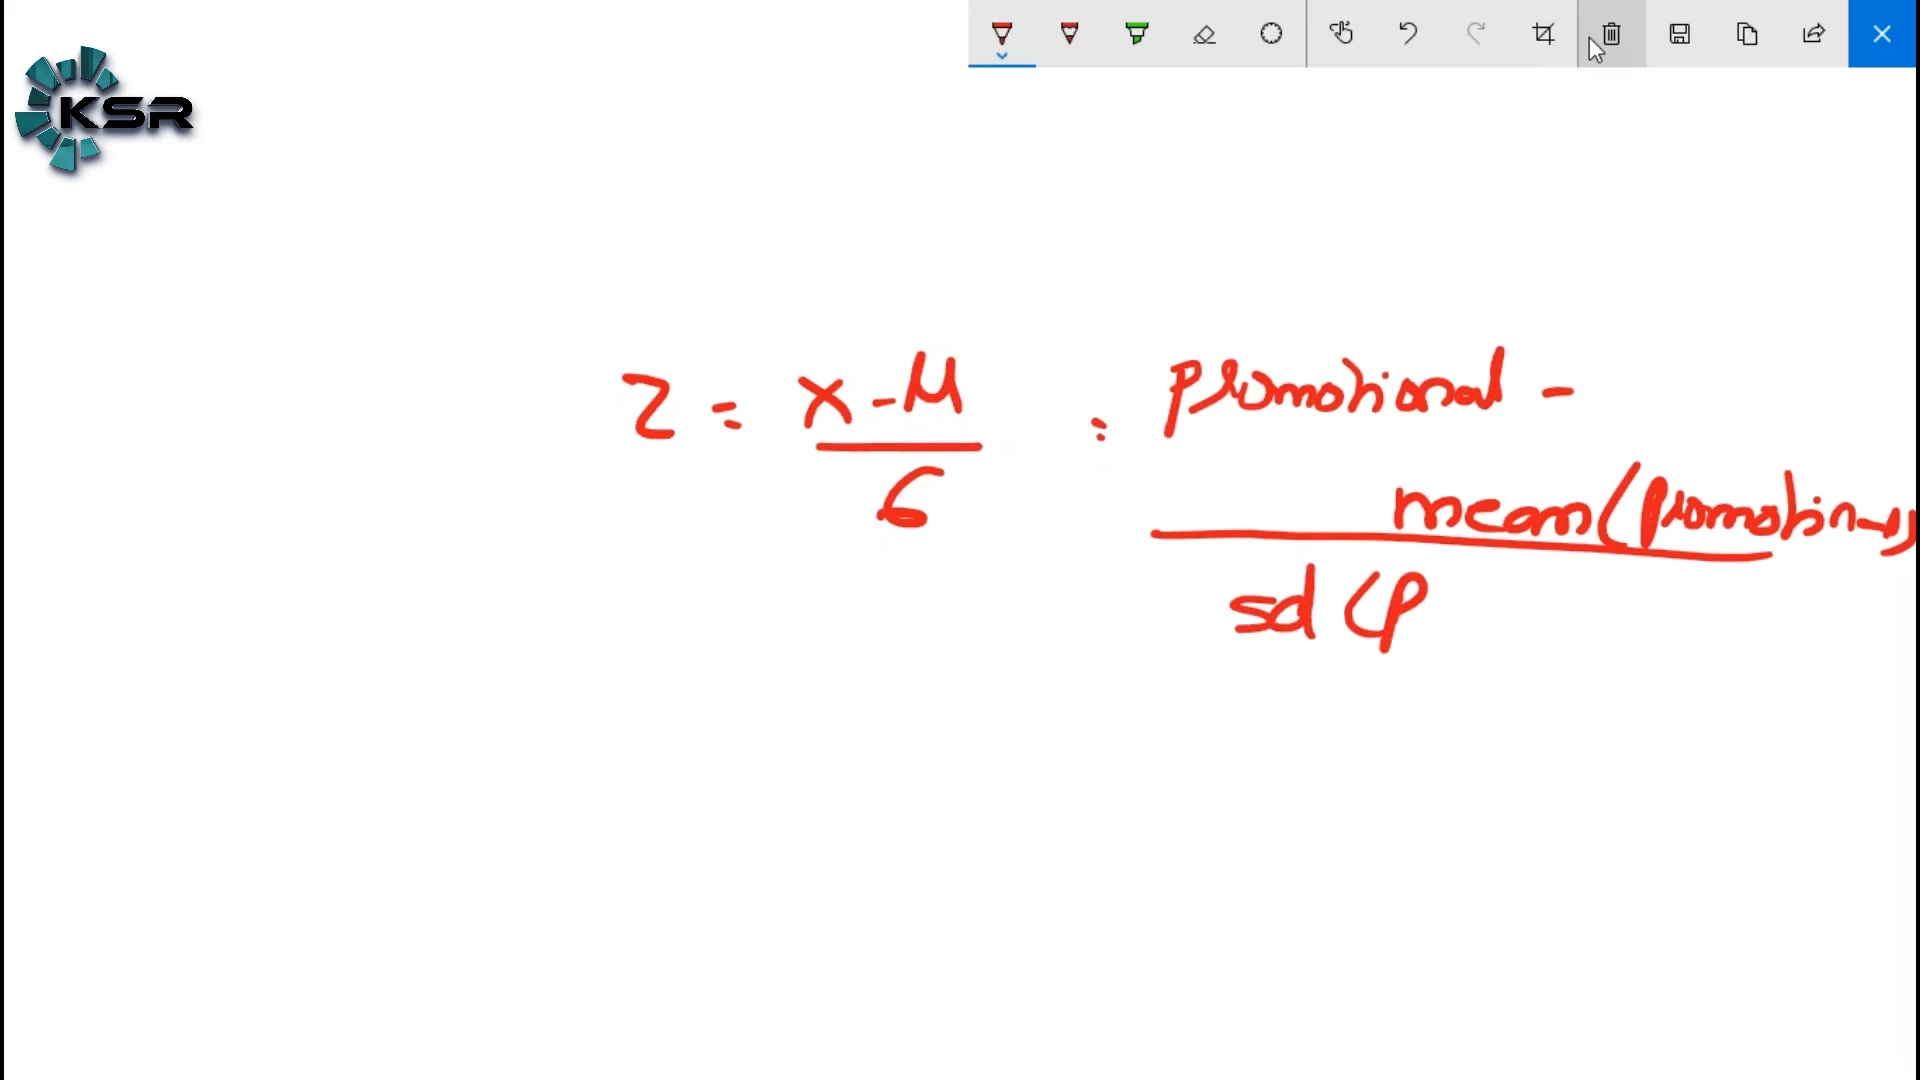 KSR
Z = x - μ = promotional -
mean(promotion-s)
6
sd (P